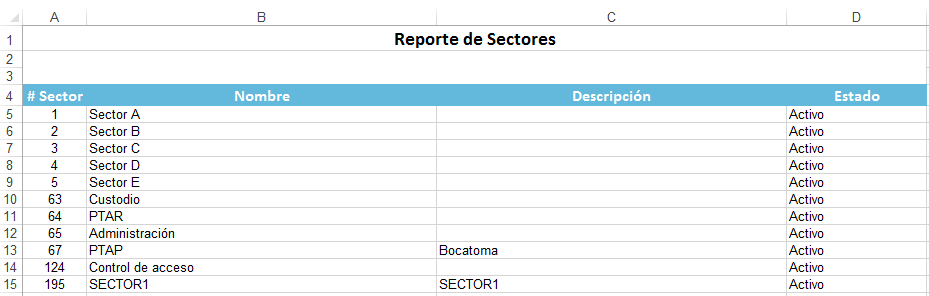 A B C D
1 Reporte de Sectores
2
3
4 # Sector Nombre Descripción Estado
5 1 Sector A Activo
6 2 Sector B Activo
7 3 Sector C Activo
8 4 Sector D Activo
9 5 Sector E Activo
10 63 Custodio Activo
11 64 PTAR Activo
12 65 Administración Activo
13 67 PTAP Bocatoma Activo
14 124 Control de acceso Activo
15 195 SECTOR1 SECTOR1 Activo